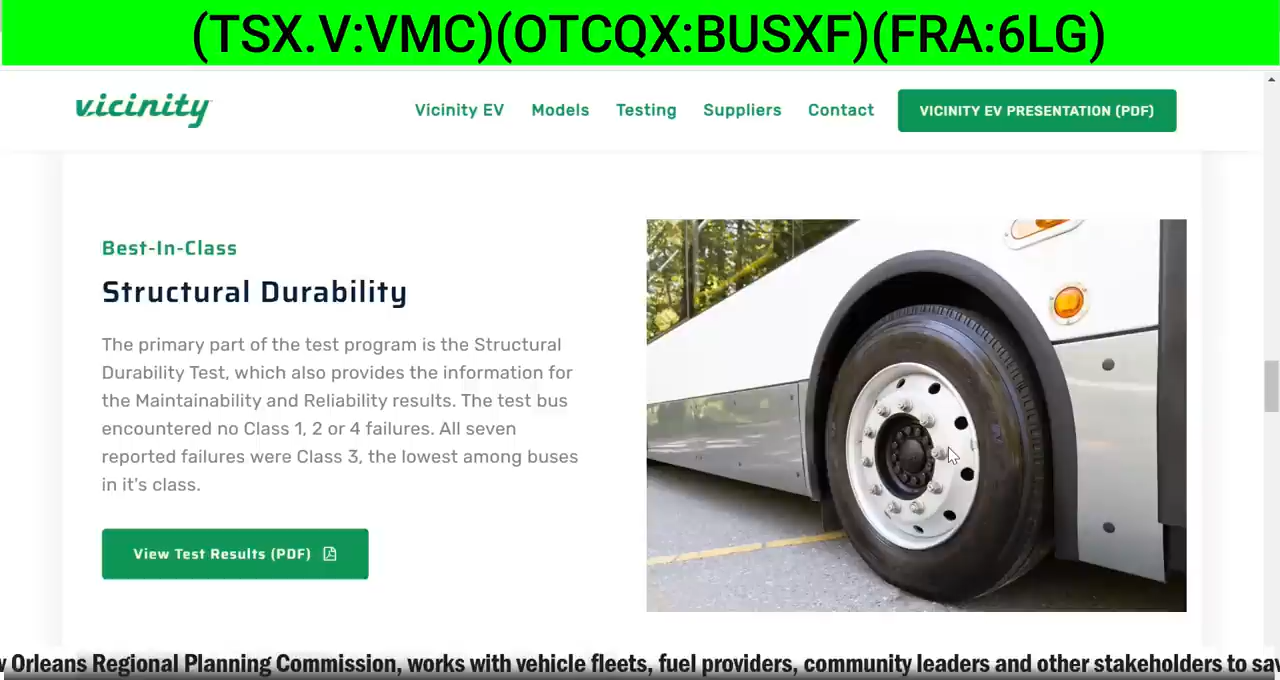 (TSX.V:VMC)(OTCQX:BUSXF)(FRA:6LG)
vicinity
Vicinity EV Models Testing Suppliers Contact VICINITY EV PRESENTATION (PDF)
Best-In-Class
Structural Durability
The primary part of the test program is the Structural
Durability Test, which also provides the information for
the Maintainability and Reliability results. The test bus
encountered no Class 1, 2 or 4 failures. All seven
reported failures were Class 3, the lowest among buses
in it's class.
View Test Results (PDF)
Orleans Regional Planning Commission, works with vehicle fleets, fuel providers, community leaders and other stakeholders to